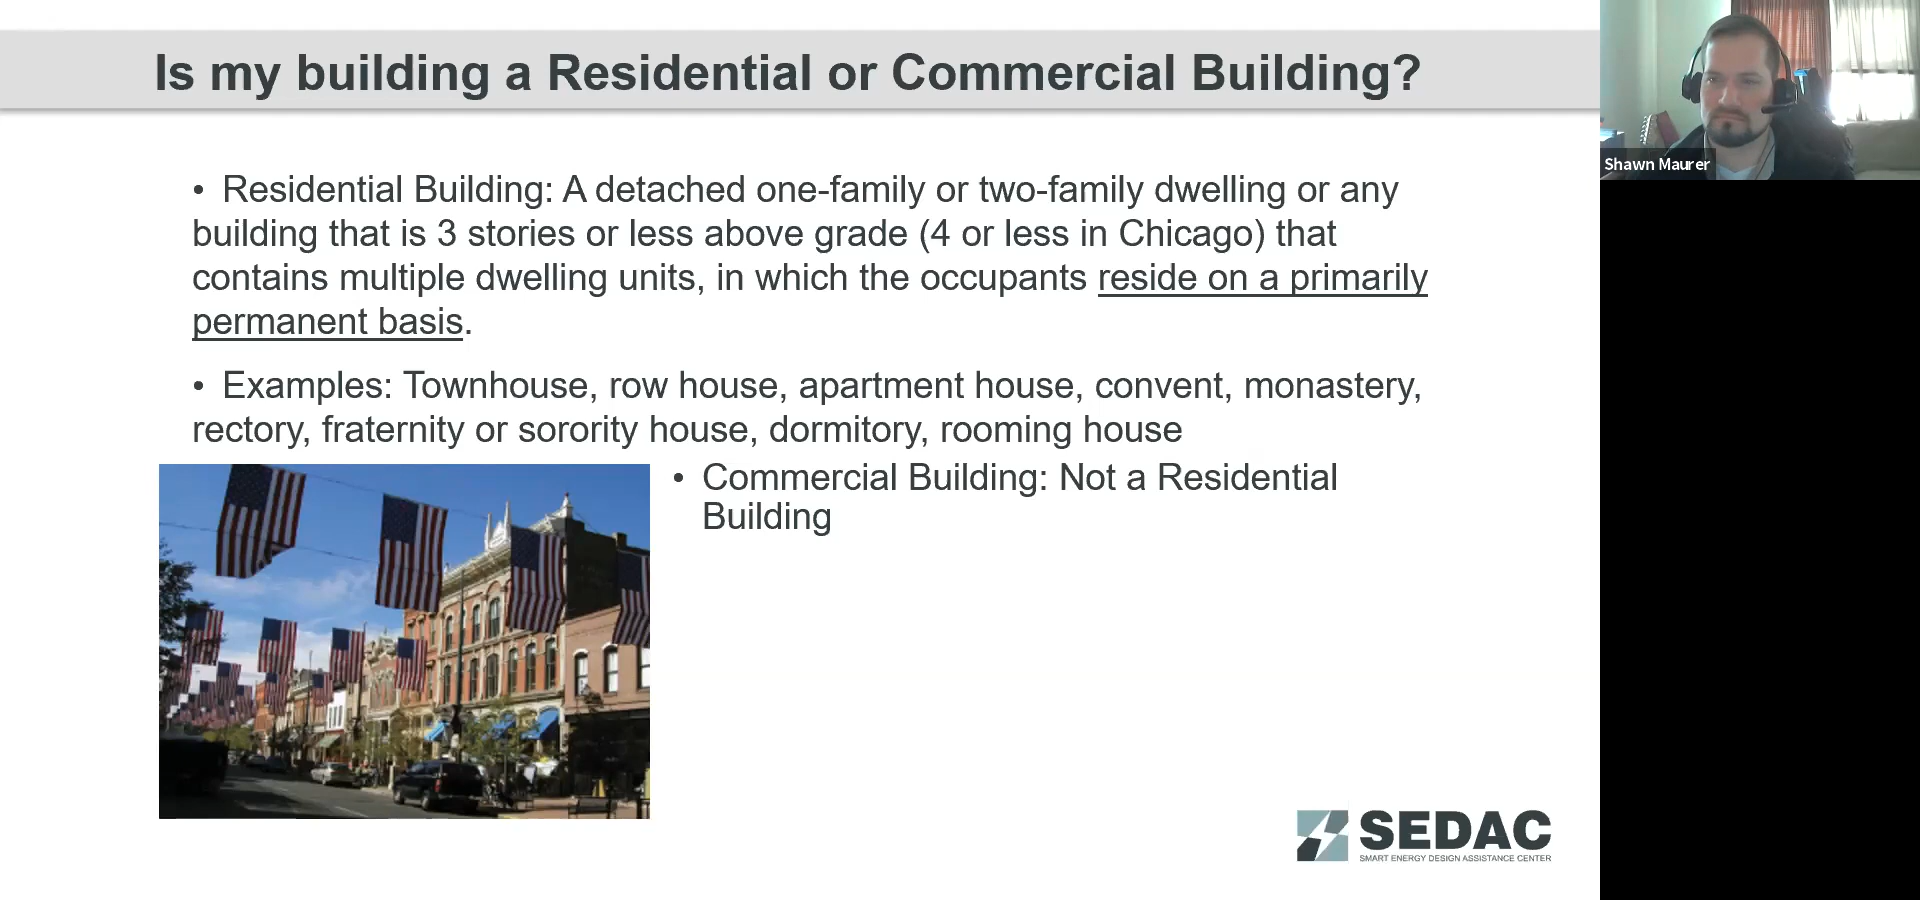 Is my building a Residential or Commercial Building?
• Residential Building: A detached one-family or two-family dwelling or any
building that is 3 stories or less above grade (4 or less in Chicago) that
contains multiple dwelling units, in which the occupants reside on a primarily
permanent basis.
• Examples: Townhouse, row house, apartment house, convent, monastery,
rectory, fraternity or sorority house, dormitory, rooming house
• Commercial Building: Not a Residential
Building
SEDAC
SMART ENERGY DESIGN ASSISTANCE CENTER
Shawn Maurer